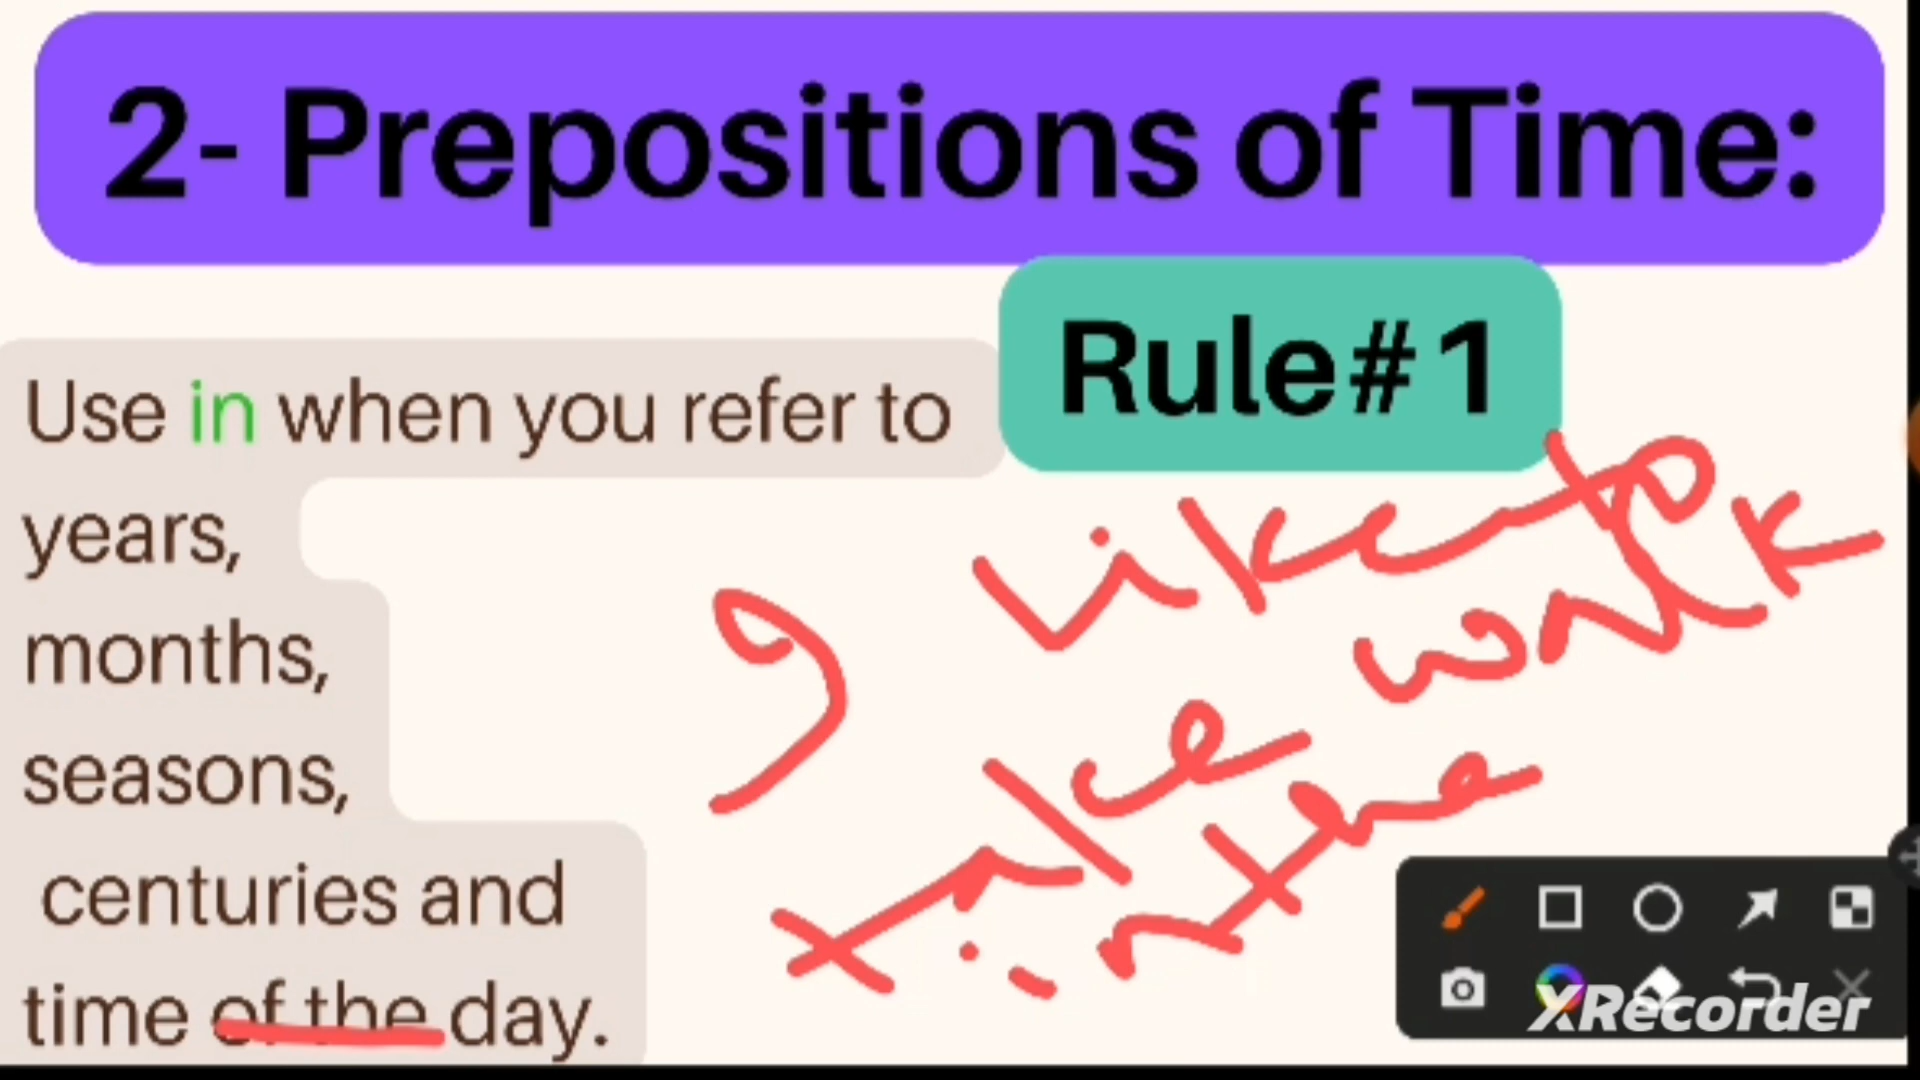 2- Prepositions of Time:
Rule#1
Use in when you refer to
years,
months,
seasons,
centuries and
time of the day.
I like to
walk
in the
XRecorder